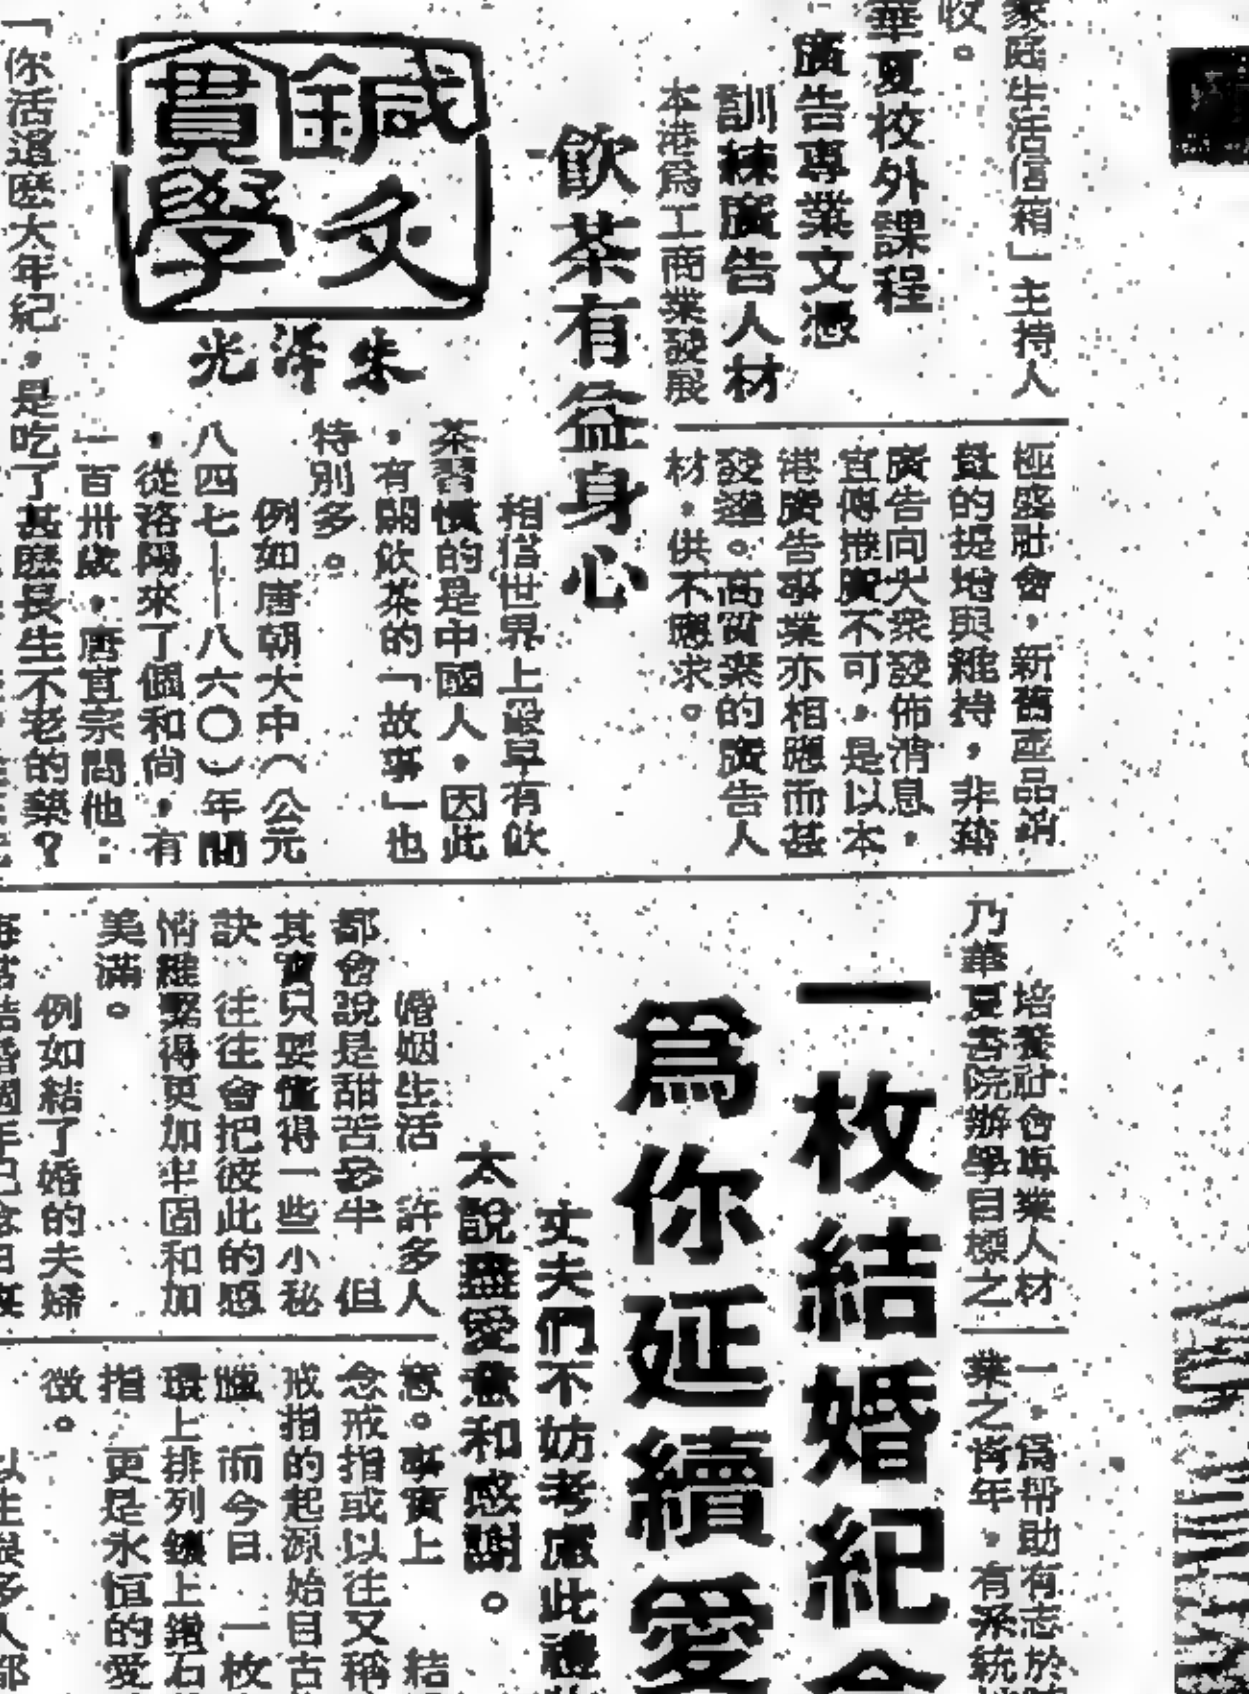 家庭生活信箱」主持人
收。
華夏校外課程
廣告專業文憑
訓練廣告人材
本港為工商業發展
極盛社會，新舊產品銷
量的提增與維持，非藉
廣告向大衆發佈消息，
宣傳推廣不可，是以本
港廣告事業亦相應而甚
發達。高質素的廣告人
材，供不應求。
培養社會專業人材
乃華夏書院辦學目標之
一，為幫助有志於
業之青年，有系統
飲茶有益身心
鍼灸
實學
朱澤光
相信世界上最早有飲
茶習慣的是中國人，因此
，有關飲茶的「故事」也
特別多。
例如唐朝大中（公元
八四七——八六〇）年間
，從洛陽來了個和尚，有
一百卅歲，唐宣宗問他：
「你活這麼大年紀，是吃了甚麼長生不老的藥？
一枚結婚紀念
為你延續愛
丈夫們不妨考慮此禮
太說盡愛意和感謝。
婚姻生活 許多人
都會說是甜苦參半 但
其實只要懂得一些小秘
訣 往往會把彼此的感
情維繫得更加牢固和加
美滿。
例如結了婚的夫婦
意。事實上 結
念戒指或以往又稱
戒指的起源始自古
臘 而今日 一枚
環上排列鑲上鑽石
指 更是永恒的愛
徵。